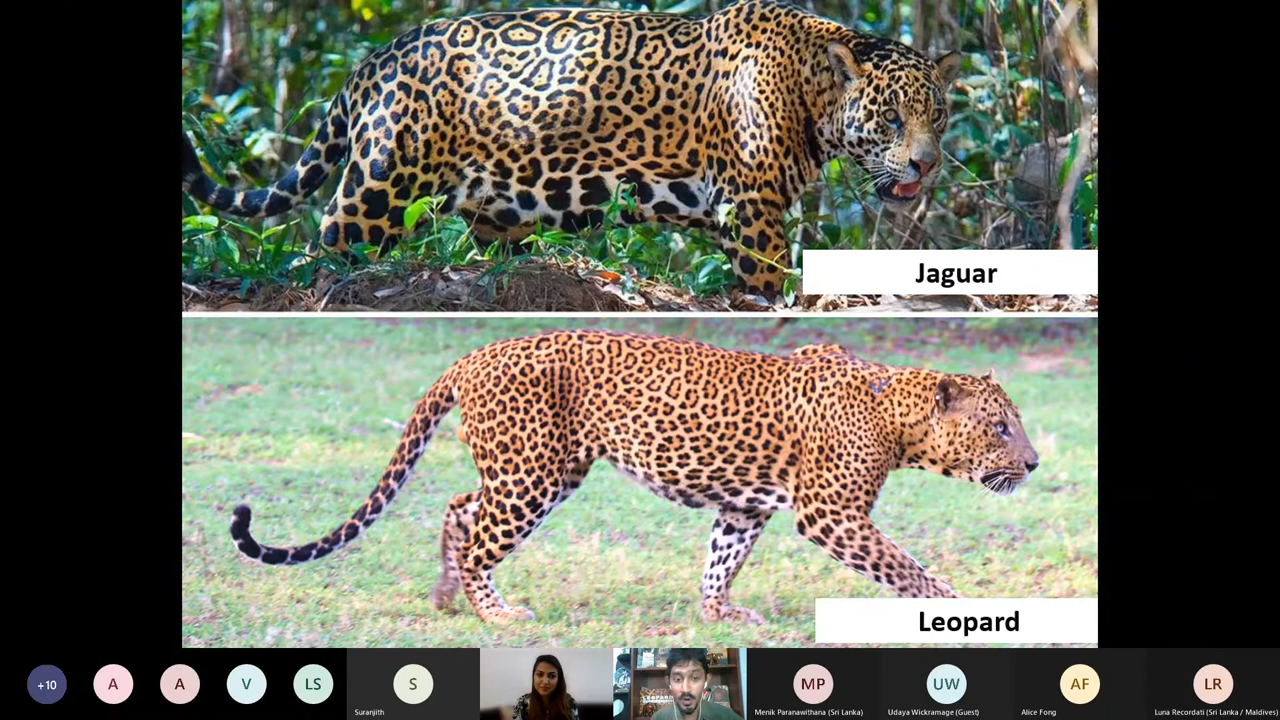 Jaguar
Leopard
+10
A
A
V
LS
S
Suranjith
MP
Menik Paranawithana (Sri Lanka)
UW
Udaya Wickramage (Guest)
AF
Alice Fong
LR
Luna Recordati (Sri Lanka / Maldives)